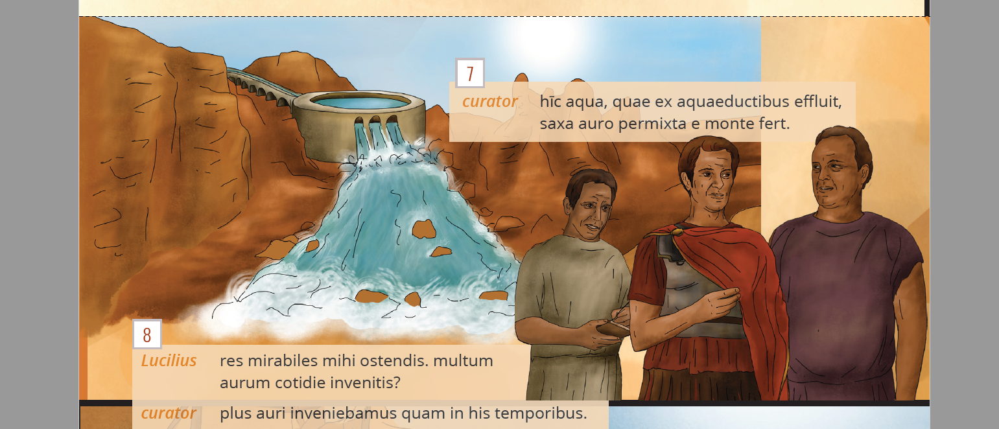 7
curator hīc aqua, quae ex aquaeductibus effluit,
saxa auro permixta e monte fert.
8
Lucilius res mirabiles mihi ostendis. multum
aurum cotidie invenitis?
curator plus auri inveniebamus quam in his temporibus.